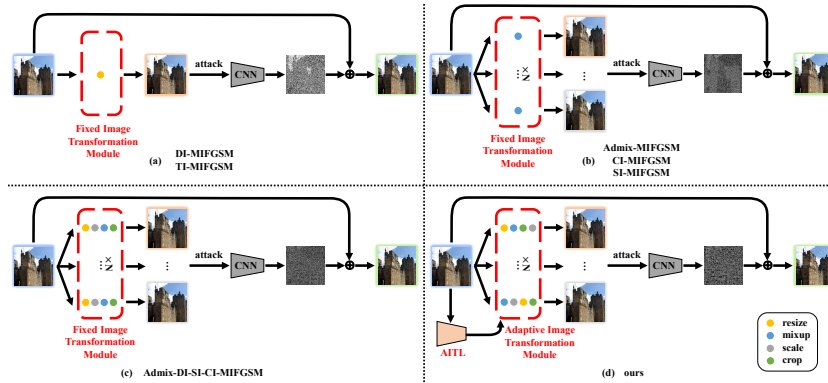 attack
CNN
Fixed Image
Transformation
Module
(a)
DI-MIFGSM
TI-MIFGSM
... × N
...
attack
CNN
Fixed Image
Transformation
Module
(b)
Admix-MIFGSM
CI-MIFGSM
SI-MIFGSM
... × N
...
attack
CNN
Fixed Image
Transformation
Module
(c) Admix-DI-SI-CI-MIFGSM
... × N
...
attack
CNN
AITL
Adaptive Image
Transformation
Module
(d) ours
resize
mixup
scale
crop